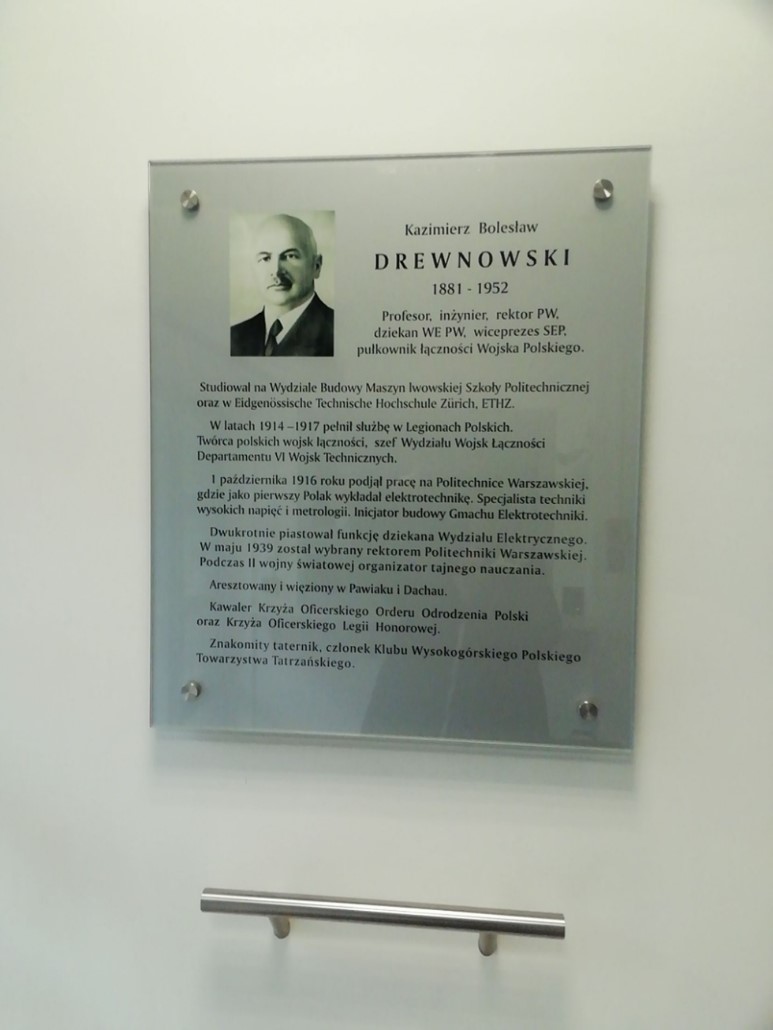 Kazimierz Bolesław
DREWNOWSKI
1881 - 1952
Profesor, inżynier, rektor PW,
dziekan WE PW, wiceprezes SEP,
pułkownik łączności Wojska Polskiego.
Studiował na Wydziale Budowy Maszyn lwowskiej Szkoły Politechnicznej
oraz w Eidgenössische Technische Hochschule Zürich, ETHZ.
W latach 1914 –1917 pełnił służbę w Legionach Polskich.
Twórca polskich wojsk łączności, szef Wydziału Wojsk Łączności
Departamentu VI Wojsk Technicznych.
1 października 1916 roku podjął pracę na Politechnice Warszawskiej,
gdzie jako pierwszy Polak wykładał elektrotechnikę. Specjalista techniki
wysokich napięć i metrologii. Inicjator budowy Gmachu Elektrotechniki.
Dwukrotnie piastował funkcję dziekana Wydziału Elektrycznego.
W maju 1939 został wybrany rektorem Politechniki Warszawskiej.
Podczas II wojny światowej organizator tajnego nauczania.
Aresztowany i więziony w Pawiaku i Dachau.
Kawaler Krzyża Oficerskiego Orderu Odrodzenia Polski
oraz Krzyża Oficerskiego Legii Honorowej.
Znakomity taternik, członek Klubu Wysokogórskiego Polskiego
Towarzystwa Tatrzańskiego.